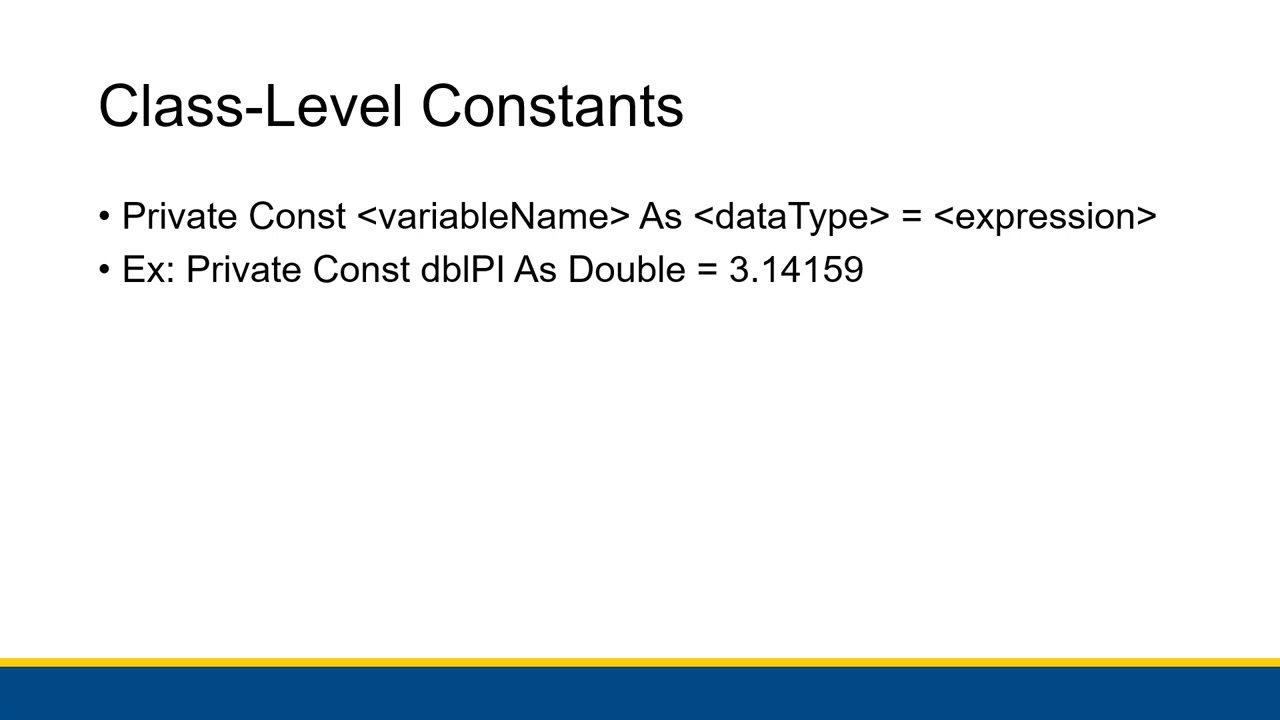 Class-Level Constants
• Private Const <variableName> As <dataType> = <expression>
• Ex: Private Const dblPI As Double = 3.14159